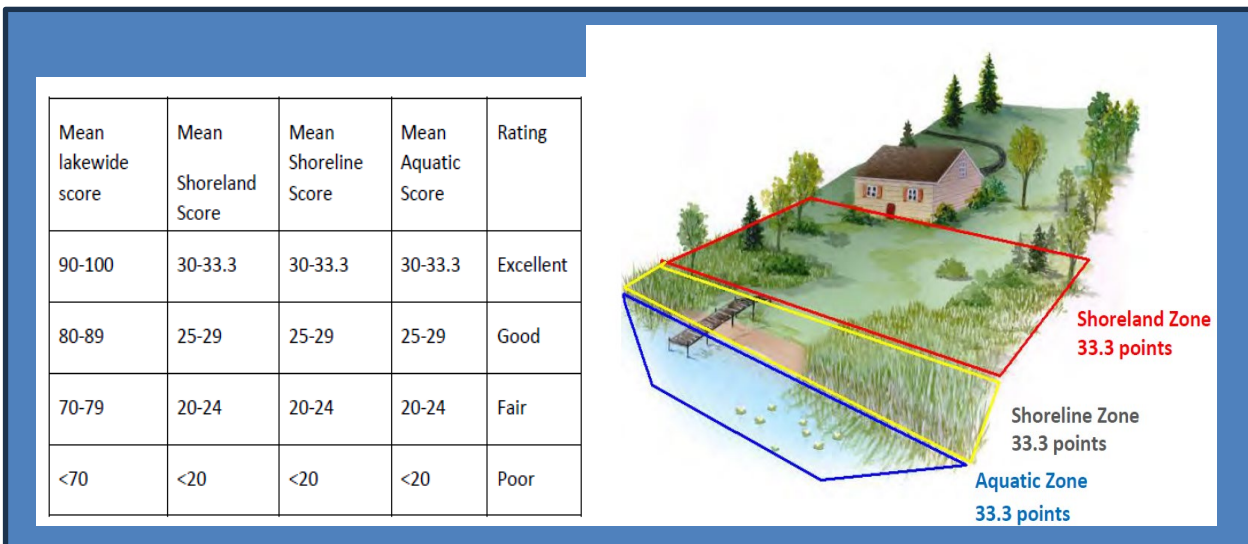 Mean lakewide score
Mean Shoreland Score
Mean Shoreline Score
Mean Aquatic Score
Rating
90-100 30-33.3 30-33.3 30-33.3 Excellent
80-89 25-29 25-29 25-29 Good
70-79 20-24 20-24 20-24 Fair
<70 <20 <20 <20 Poor
Shoreland Zone
33.3 points
Shoreline Zone
33.3 points
Aquatic Zone
33.3 points